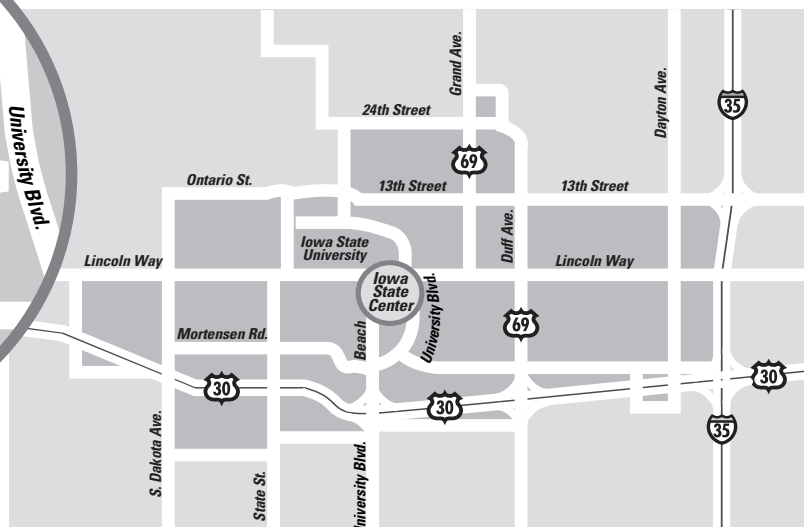 University Blvd.
Grand Ave.
Dayton Ave.
35
24th Street
69
Ontario St.
13th Street
13th Street
Duff Ave.
Iowa State
University
Lincoln Way
Lincoln Way
Iowa
State
Center
University Blvd.
69
Mortensen Rd.
Beach
30
30
30
35
S. Dakota Ave.
State St.
University Blvd.